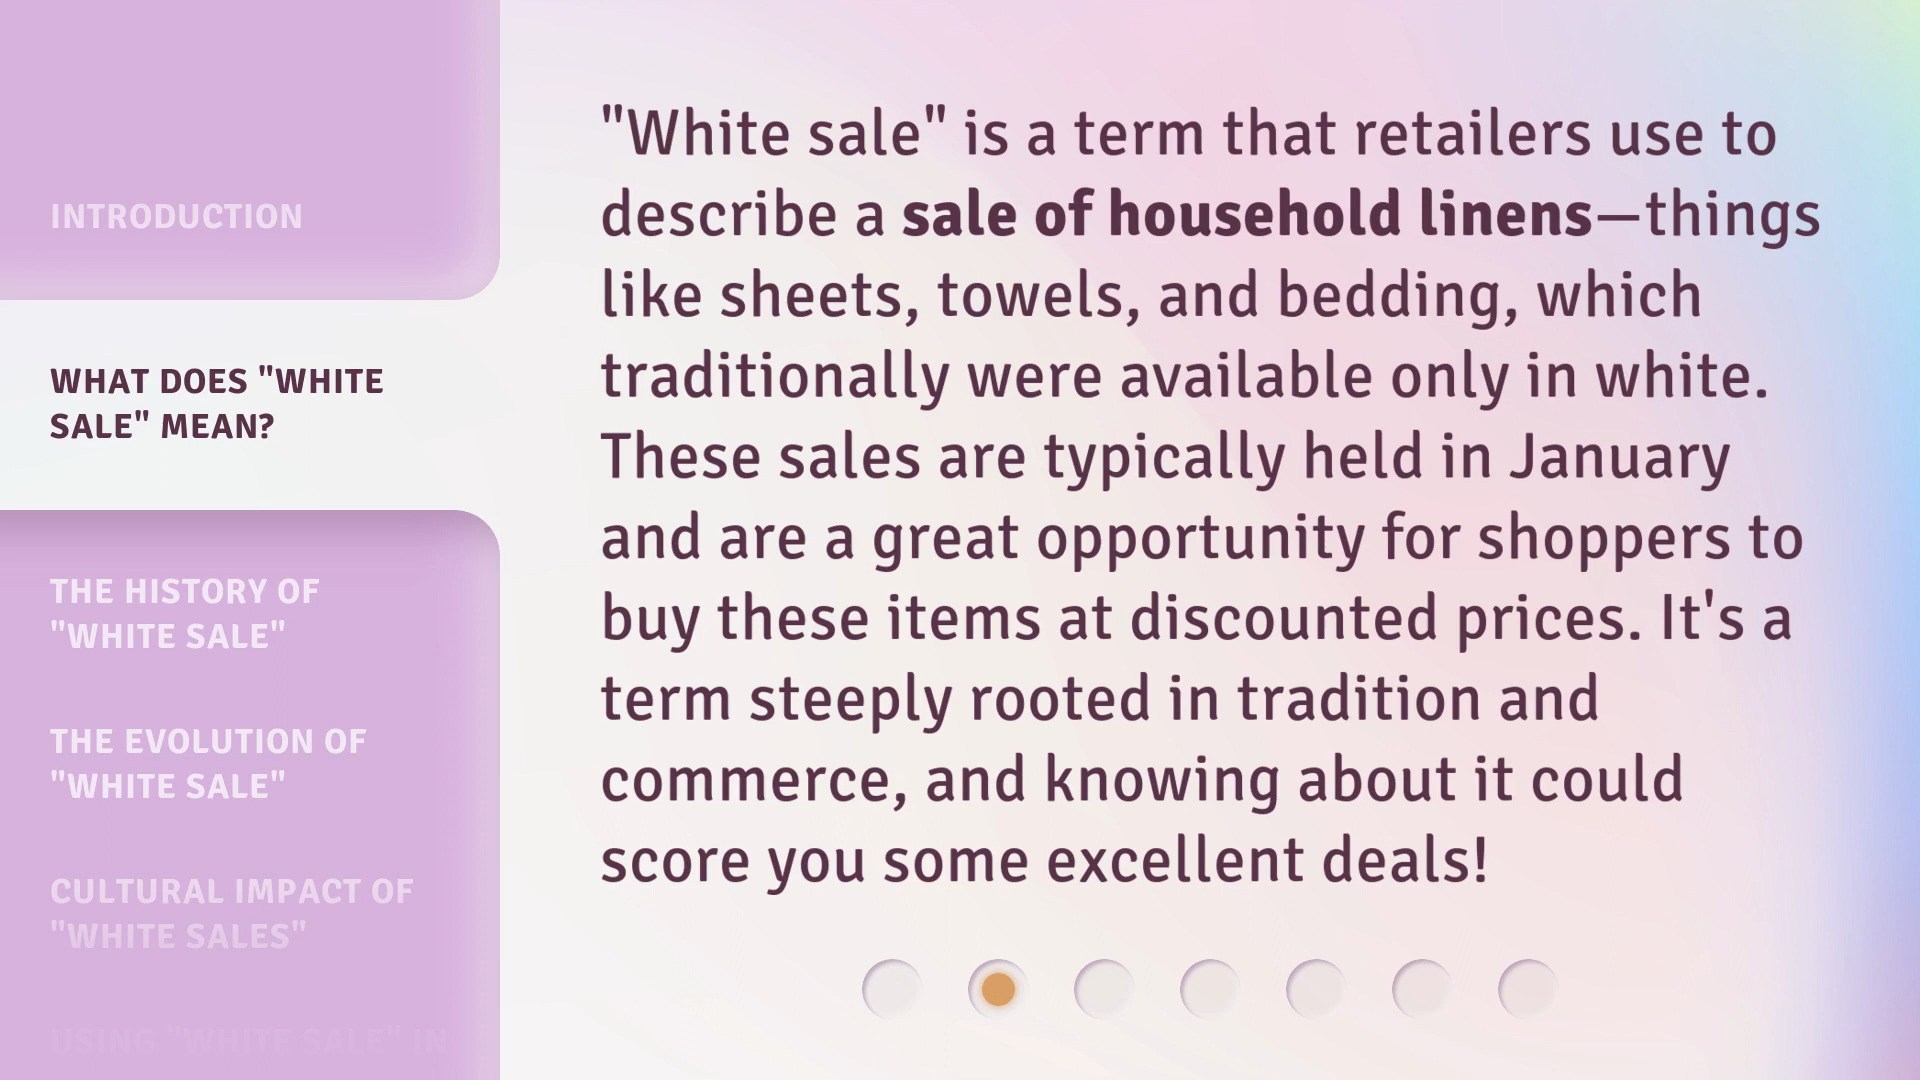 INTRODUCTION
WHAT DOES "WHITE
SALE" MEAN?
THE HISTORY OF
"WHITE SALE"
THE EVOLUTION OF
"WHITE SALE"
CULTURAL IMPACT OF
"WHITE SALES"
USING "WHITE SALE" IN
"White sale" is a term that retailers use to
describe a sale of household linens—things
like sheets, towels, and bedding, which
traditionally were available only in white.
These sales are typically held in January
and are a great opportunity for shoppers to
buy these items at discounted prices. It's a
term steeply rooted in tradition and
commerce, and knowing about it could
score you some excellent deals!